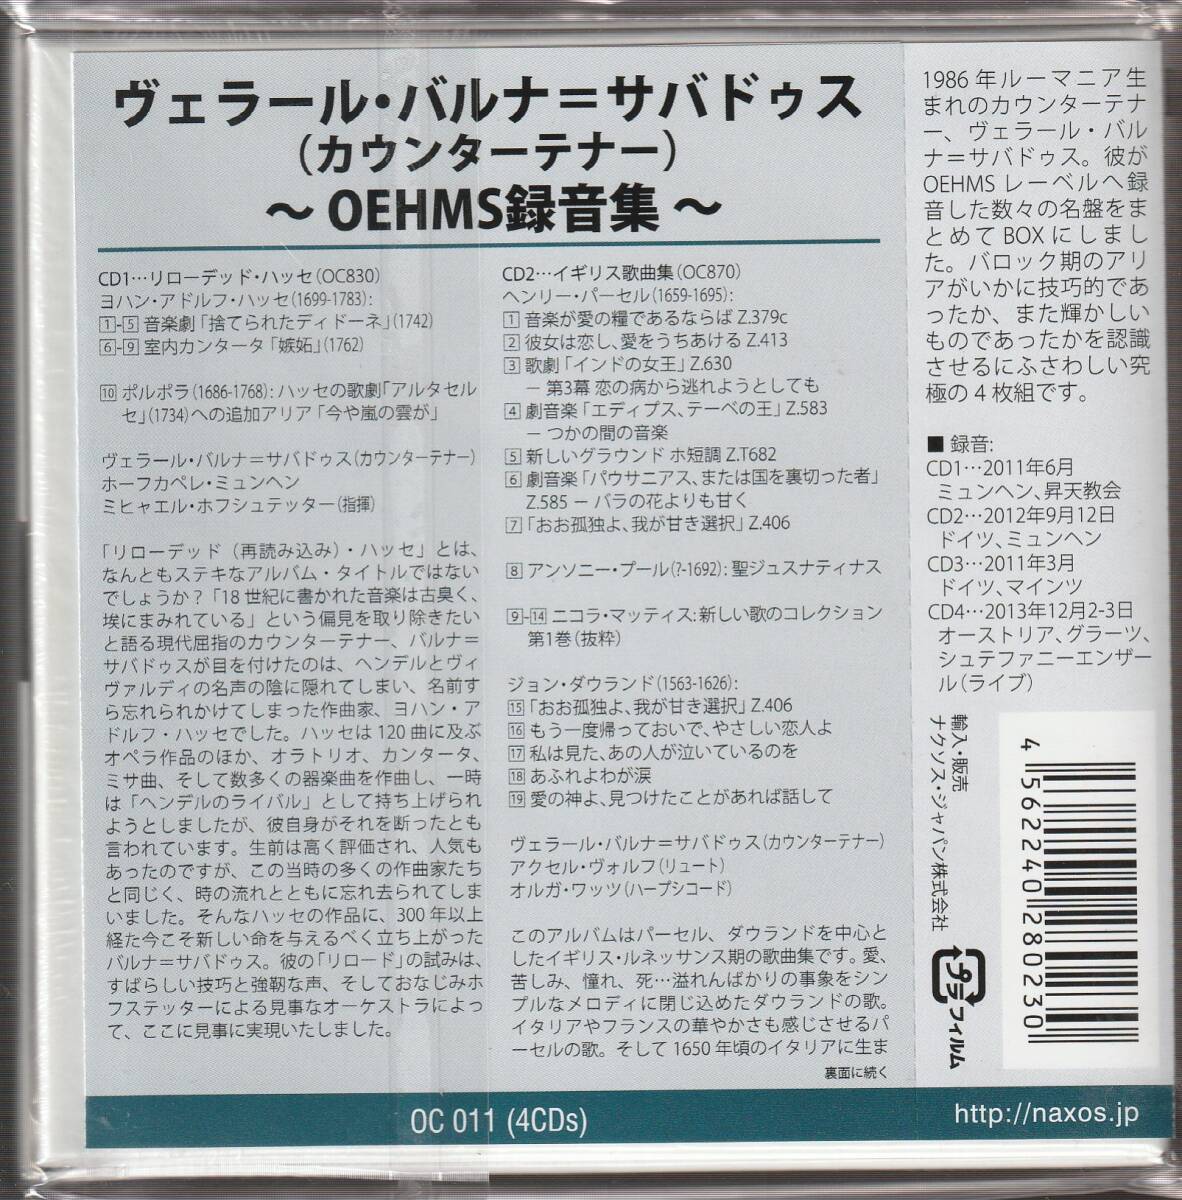 ヴェラール・バルナ＝サバドゥス
（カウンターテナー）
～ OEHMS録音集 ～
CD1…リローデッド・ハッセ（OC830）
ヨハン・アドルフ・ハッセ(1699-1783)：
1-5 音楽劇「捨てられたディドーネ」(1742)
6-9 室内カンタータ「嫉妬」(1762)
10 ポルポラ(1686-1768)：ハッセの歌劇「アルタセル
セ」(1734)への追加アリア「今や嵐の雲が」
ヴェラール・バルナ＝サバドゥス（カウンターテナー）
ホーフカペレ・ミュンヘン
ミヒャエル・ホフシュテッター（指揮）
「リローデッド（再読み込み）・ハッセ」とは、
なんともステキなアルバム・タイトルではない
でしょうか？「18世紀に書かれた音楽は古臭く、
埃にまみれている」という偏見を取り除きたい
と語る現代屈指のカウンターテナー、バルナ＝
サバドゥスが目を付けたのは、ヘンデルとヴィ
ヴァルディの名声の陰に隠れてしまい、名前す
ら忘れられかけてしまった作曲家、ヨハン・ア
ドルフ・ハッセでした。ハッセは120曲に及ぶ
オペラ作品のほか、オラトリオ、カンタータ、
ミサ曲、そして数多くの器楽曲を作曲し、一時
は「ヘンデルのライバル」として持ち上げられ
ようとしましたが、彼自身がそれを断ったとも
言われています。生前は高く評価され、人気も
あったのですが、この当時の多くの作曲家たち
と同じく、時の流れとともに忘れ去られてしま
いました。そんなハッセの作品に、300年以上
経た今こそ新しい命を与えるべく立ち上がった
バルナ＝サバドゥス。彼の「リロード」の試みは、
すばらしい技巧と強靭な声、そしておなじみホ
フステッターによる見事なオーケストラによっ
て、ここに見事に実現いたしました。
CD2…イギリス歌曲集（OC870）
ヘンリー・パーセル(1659-1695)：
1 音楽が愛の糧であるならば Z.379c
2 彼女は恋し、愛をうちあける Z.413
3 歌劇「インドの女王」Z.630
－ 第3幕 恋の病から逃れようとしても
4 劇音楽「エディプス、テーベの王」Z.583
－ つかの間の音楽
5 新しいグラウンド ホ短調 Z.T682
6 劇音楽「パウサニアス、または国を裏切った者」
Z.585 － バラの花よりも甘く
7 「おお孤独よ、我が甘き選択」Z.406
8 アンソニー・プール(?-1692)：聖ジュスナティナス
9-14 ニコラ・マッティス：新しい歌のコレクション
第1巻（抜粋）
ジョン・ダウランド(1563-1626)：
15 「おお孤独よ、我が甘き選択」Z.406
16 もう一度帰っておいで、やさしい恋人よ
17 私は見た、あの人が泣いているのを
18 あふれよわが涙
19 愛の神よ、見つけたことがあれば話して
ヴェラール・バルナ＝サバドゥス（カウンターテナー）
アクセル・ヴォルフ（リュート）
オルガ・ワッツ（ハープシコード）
このアルバムはパーセル、ダウランドを中心と
したイギリス・ルネッサンス期の歌曲集です。愛、
苦しみ、憧れ、死…溢れんばかりの事象をシン
プルなメロディに閉じ込めたダウランドの歌。
イタリアやフランスの華やかさも感じさせるパ
ーセルの歌。そして1650年頃のイタリアに生ま
裏面に続く
1986年ルーマニア生
まれのカウンターテナ
ー、ヴェラール・バル
ナ＝サバドゥス。彼が
OEHMSレーベルへ録
音した数々の名盤をま
とめてBOXにしまし
た。バロック期のアリ
アがいかに技巧的であ
ったか、また輝かしい
ものであったかを認識
させるにふさわしい究
極の4枚組です。
■ 録音：
CD1…2011年6月
ミュンヘン、昇天教会
CD2…2012年9月12日
ドイツ、ミュンヘン
CD3…2011年3月
ドイツ、マインツ
CD4…2013年12月2-3日
オーストリア、グラーツ、
シュテファニーエンザー
ル（ライブ）
輸入・販売
ナクソス・ジャパン株式会社
プラ
フィルム
4 562240 280230
OC 011 (4CDs)
http://naxos.jp